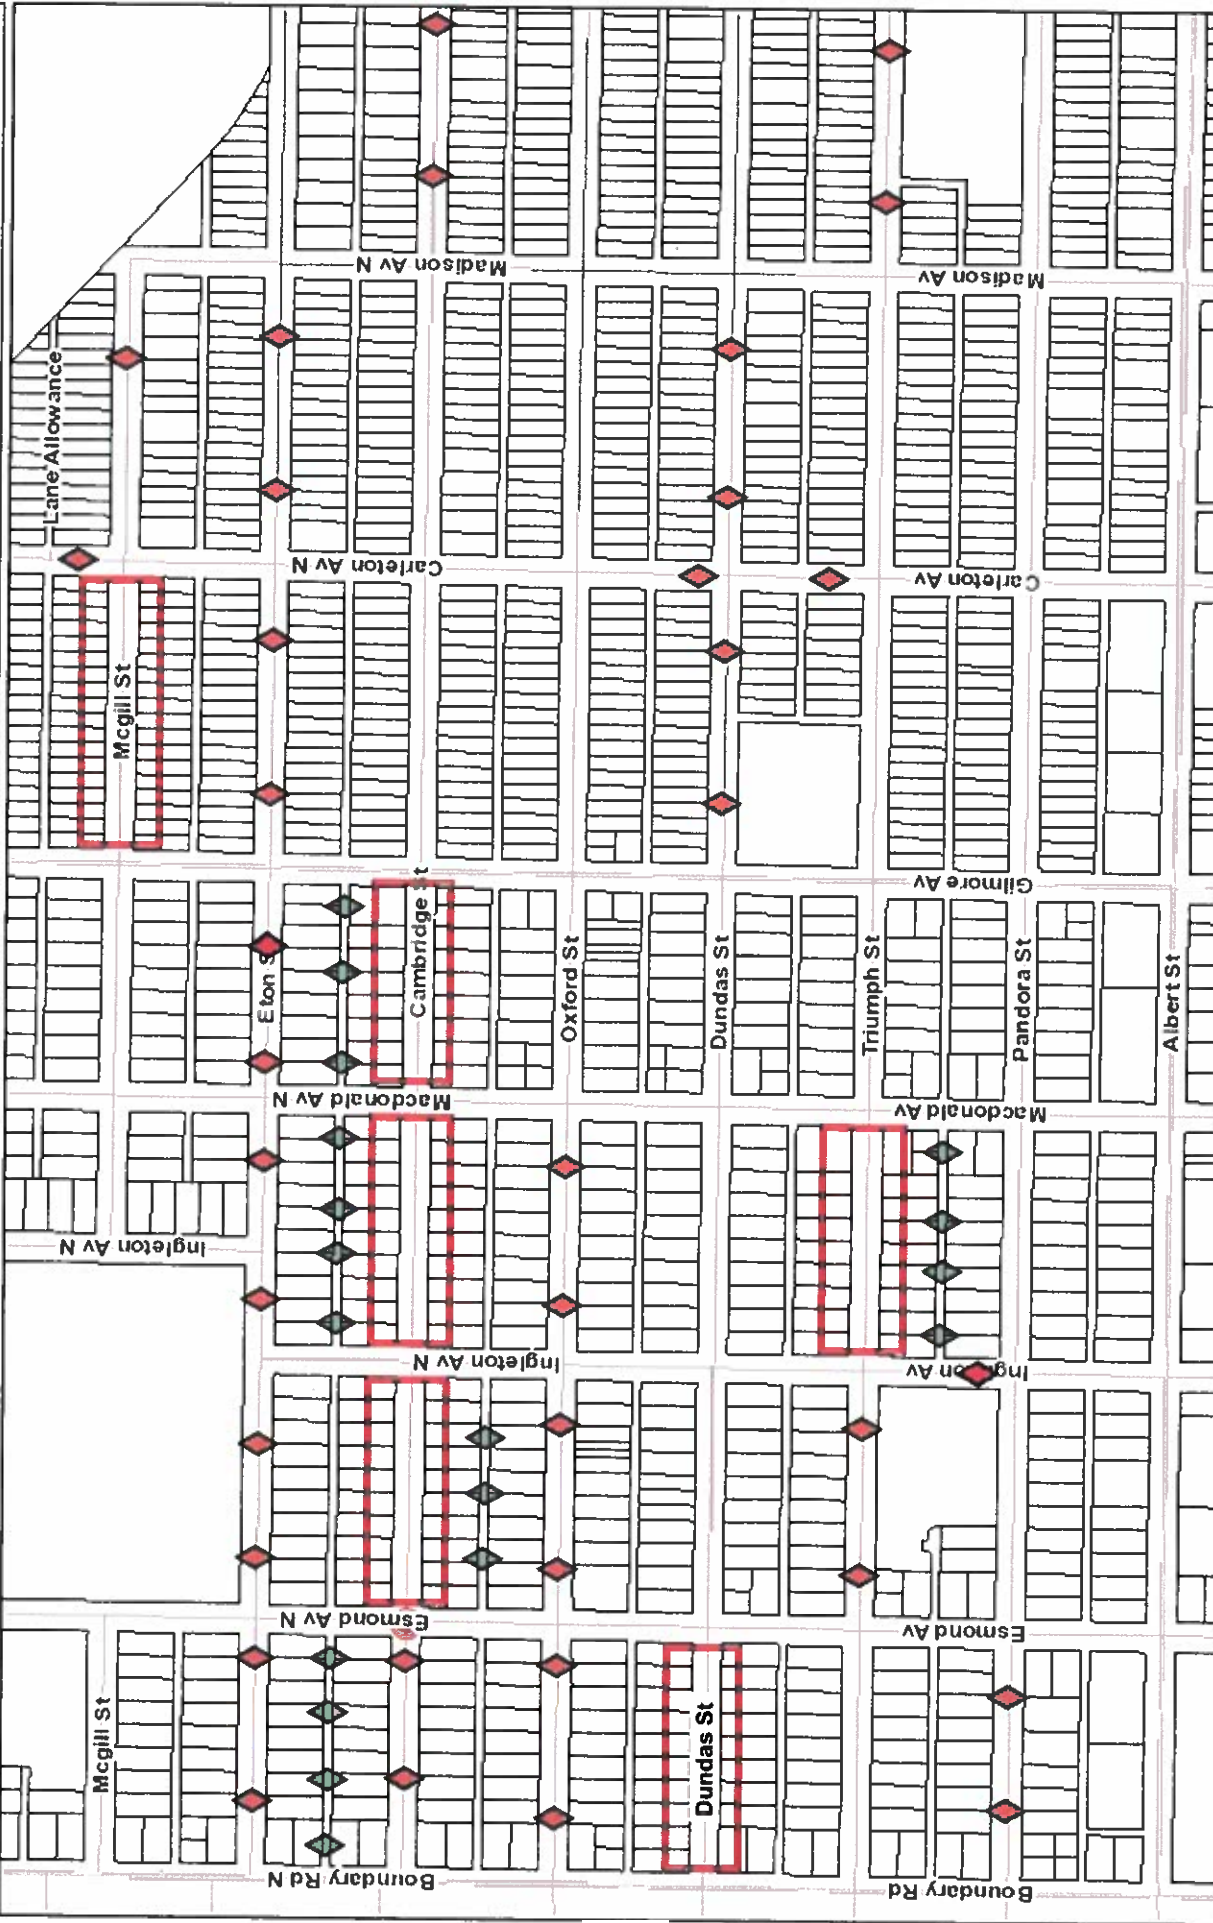 Madison Av N
Madison Av
Lane Allowance
Carleton Av N
Carleton Av
Mcgill St
Gilmore Av
Eton S
Cambridge St
Oxford St
Dundas St
Triumph St
Pandora St
Albert St
Macdonald Av N
Macdonald Av
Ingleton Av N
Ingleton Av N
Ingleton Av
Esmond Av N
Esmond Av
Mcgill St
Dundas St
Boundary Rd N
Boundary Rd